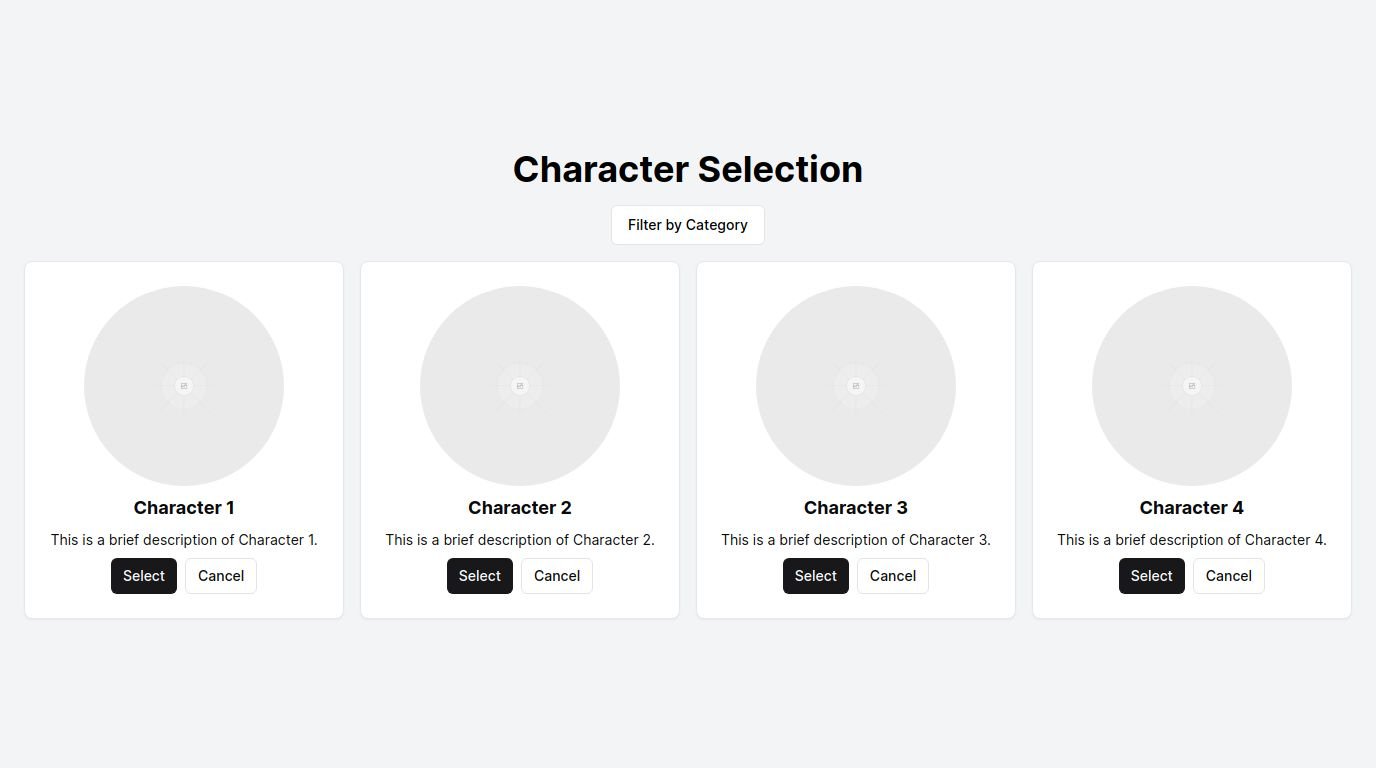 Character Selection
Filter by Category
Character 1
This is a brief description of Character 1.
Select
Cancel
Character 2
This is a brief description of Character 2.
Select
Cancel
Character 3
This is a brief description of Character 3.
Select
Cancel
Character 4
This is a brief description of Character 4.
Select
Cancel